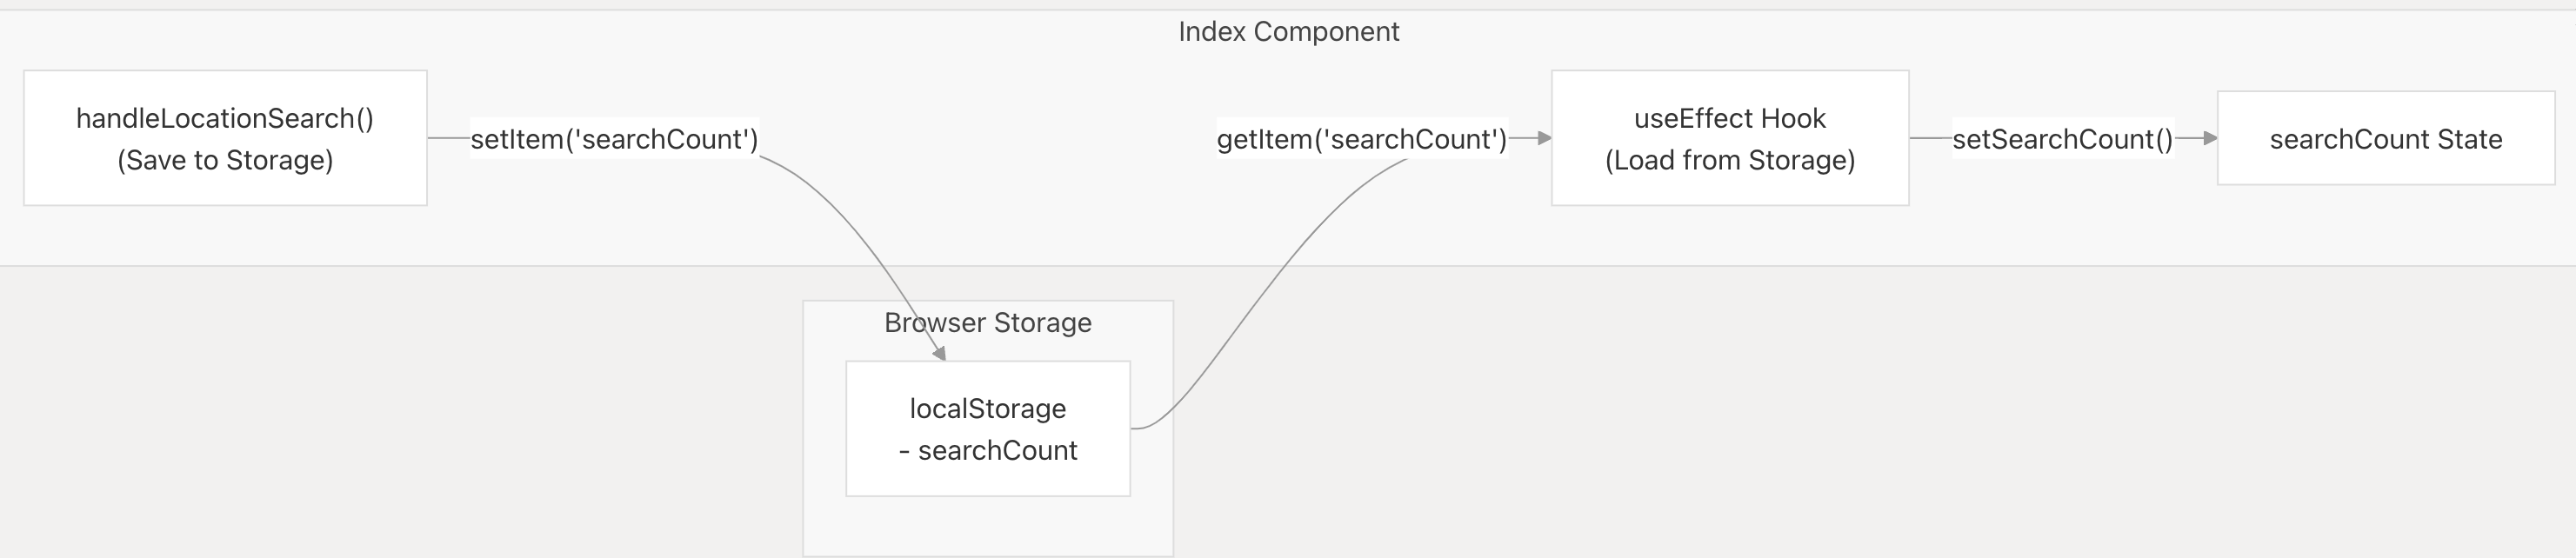 Index Component
handleLocationSearch()
(Save to Storage)
setItem('searchCount')
getItem('searchCount')
useEffect Hook
(Load from Storage)
setSearchCount()
searchCount State
Browser Storage
localStorage
- searchCount